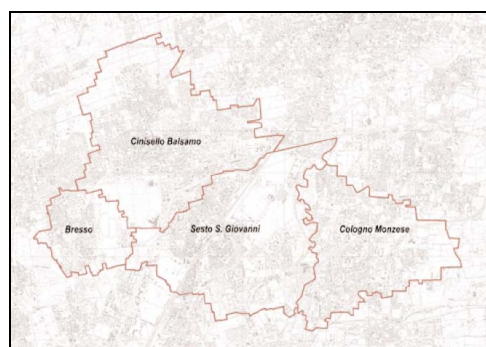 Cinisello Balsamo
Bresso
Sesto S. Giovanni
Cologno Monzese